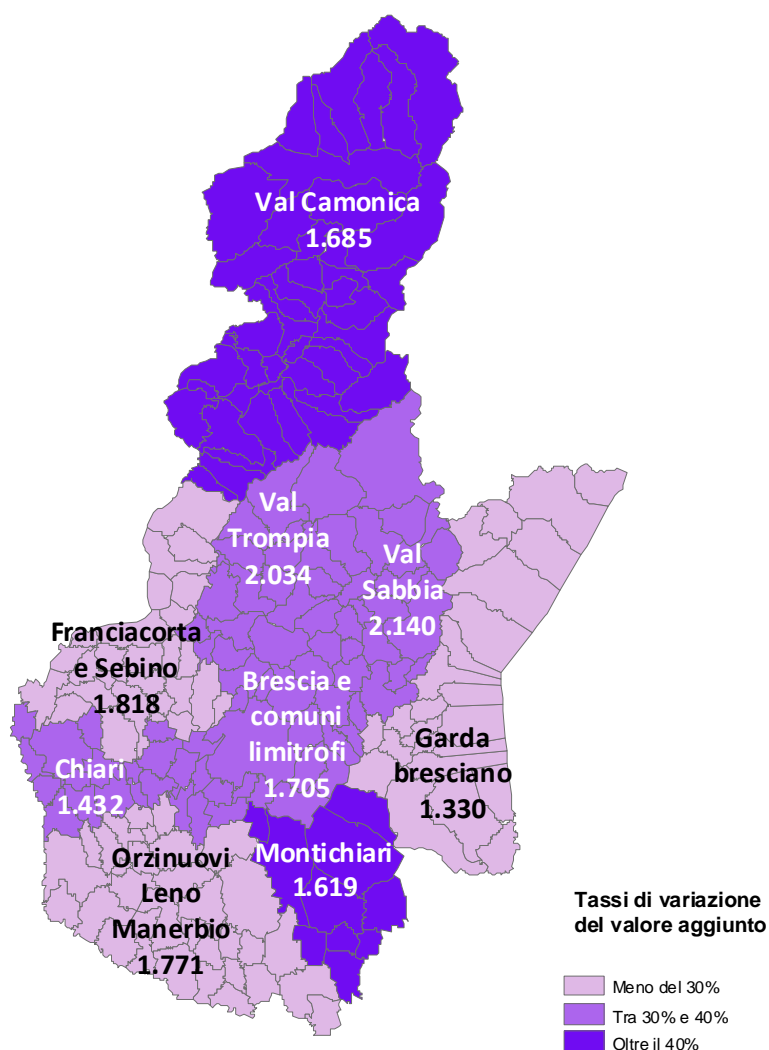 Val Camonica
1.685
Val
Trompia
2.034
Val
Sabbia
2.140
Franciacorta
e Sebino
1.818
Brescia e
comuni
limitrofi
1.705
Garda
bresciano
1.330
Chiari
1.432
Montichiari
1.619
Orzinuovi
Leno
Manerbio
1.771
Tassi di variazione
del valore aggiunto
Meno del 30%
Tra 30% e 40%
Oltre il 40%